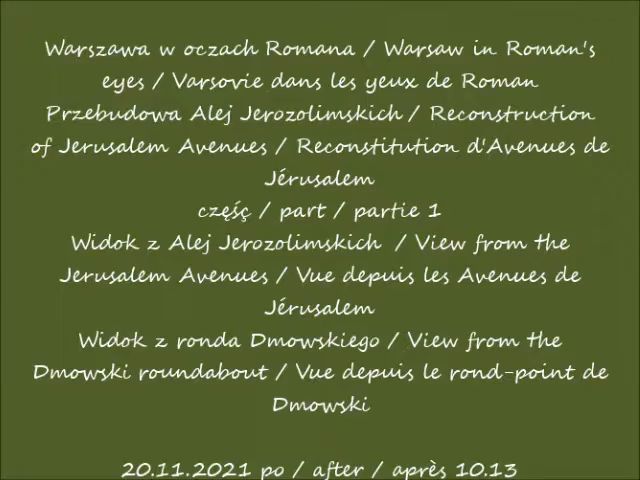 Warszawa w oczach Romana / Warsaw in Roman's
eyes / Varsovie dans les yeux de Roman
Przebudowa Alej Jerozolimskich / Reconstruction
of Jerusalem Avenues / Reconstitution d'Avenues de
Jérusalem
częśç / part / partie 1
Widok z Alej Jerozolimskich / View from the
Jerusalem Avenues / Vue depuis les Avenues de
Jérusalem
Widok z ronda Dmowskiego / View from the
Dmowski roundabout / Vue depuis le rond-point de
Dmowski
20.11.2021 po / after / après 10.13